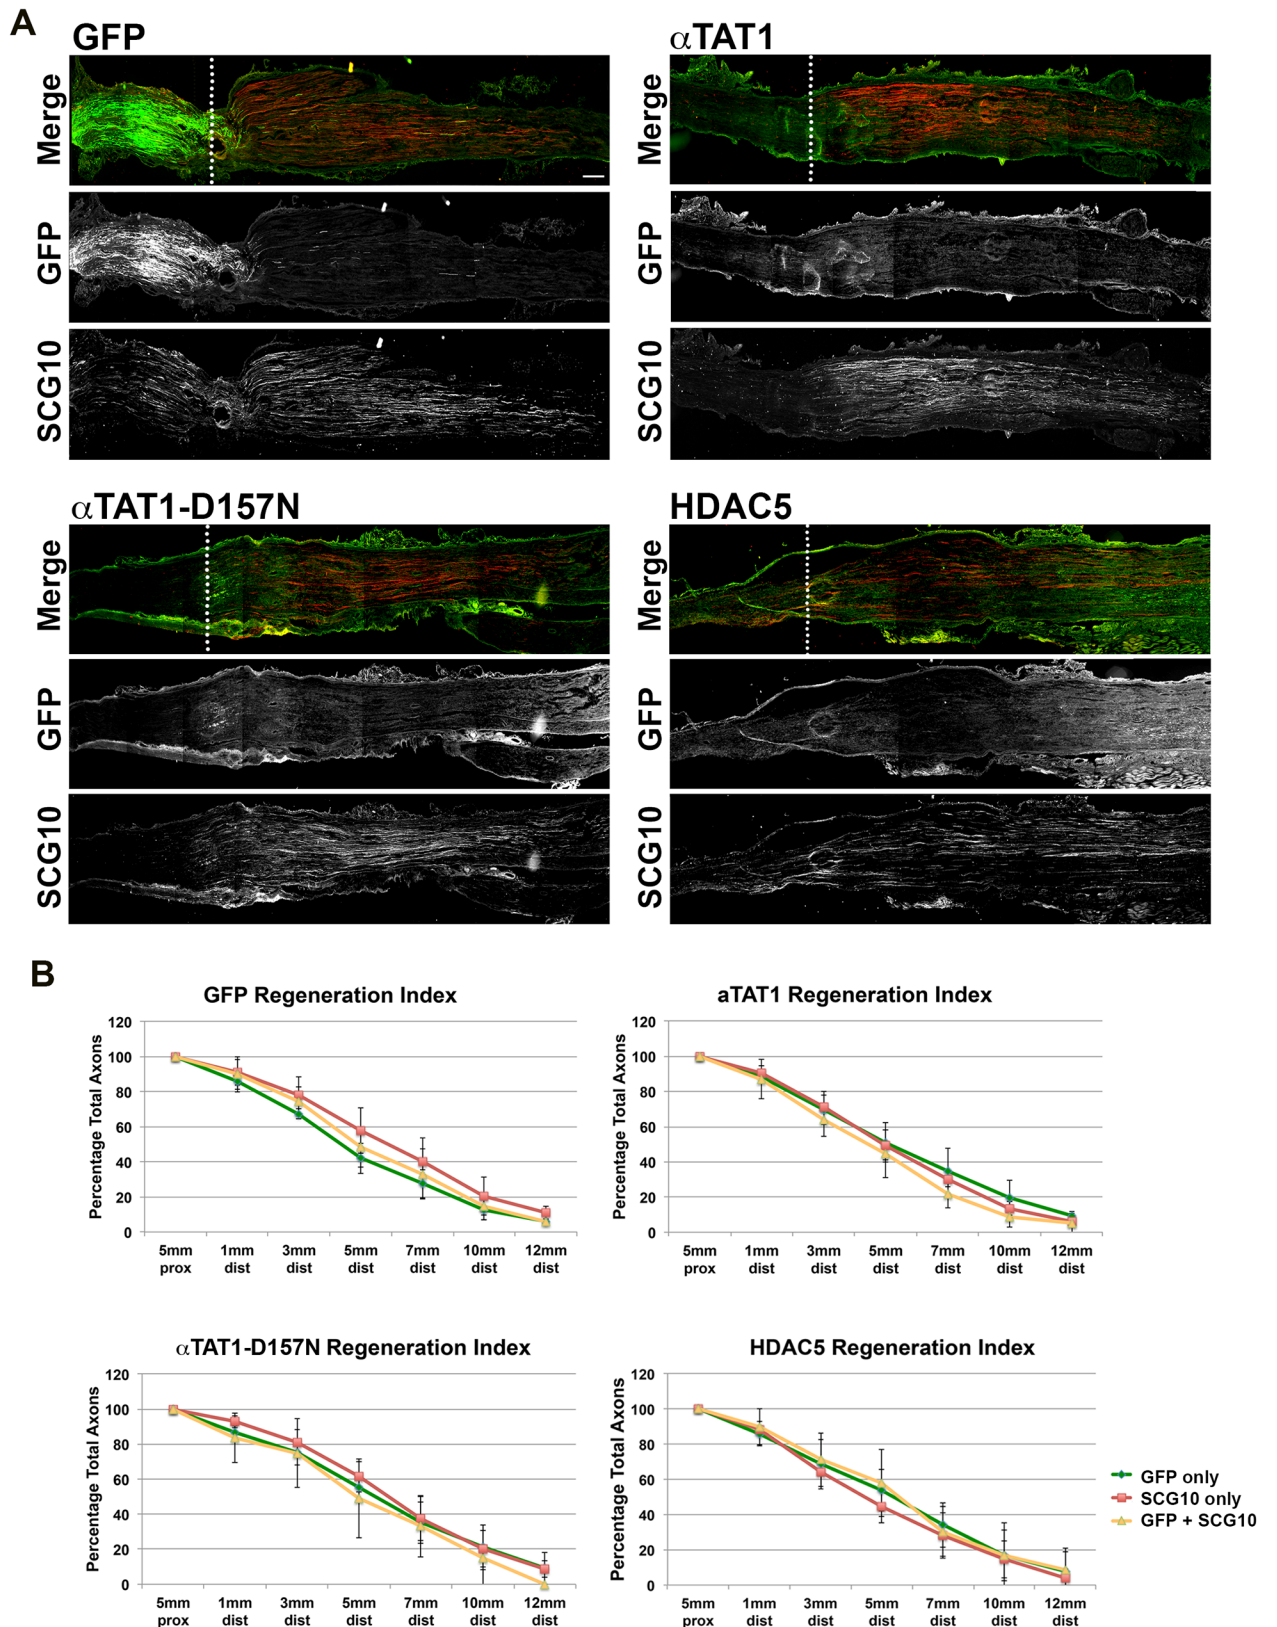 A
GFP
Merge
GFP
SCG10
αTAT1
Merge
GFP
SCG10
αTAT1-D157N
Merge
GFP
SCG10
HDAC5
Merge
GFP
SCG10
B
GFP Regeneration Index
Percentage Total Axons
120
100
80
60
40
20
0
5mm prox
1mm dist
3mm dist
5mm dist
7mm dist
10mm dist
12mm dist
aTAT1 Regeneration Index
Percentage Total Axons
120
100
80
60
40
20
0
5mm prox
1mm dist
3mm dist
5mm dist
7mm dist
10mm dist
12mm dist
αTAT1-D157N Regeneration Index
Percentage Total Axons
120
100
80
60
40
20
0
5mm prox
1mm dist
3mm dist
5mm dist
7mm dist
10mm dist
12mm dist
HDAC5 Regeneration Index
Percentage Total Axons
120
100
80
60
40
20
0
5mm prox
1mm dist
3mm dist
5mm dist
7mm dist
10mm dist
12mm dist
GFP only
SCG10 only
GFP + SCG10